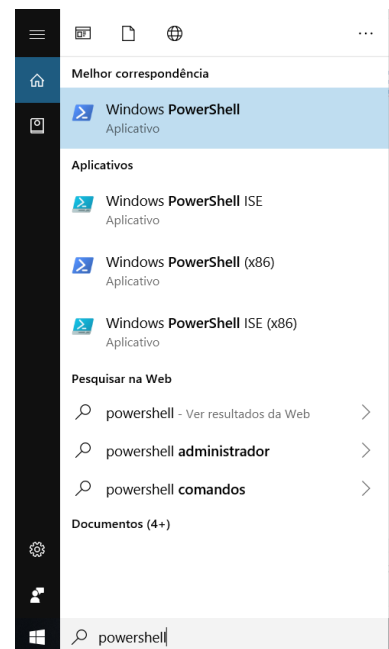 Melhor correspondência
Windows PowerShell
Aplicativo
Aplicativos
Windows PowerShell ISE
Aplicativo
Windows PowerShell (x86)
Aplicativo
Windows PowerShell ISE (x86)
Aplicativo
Pesquisar na Web
powershell - Ver resultados da Web
powershell administrador
powershell comandos
Documentos (4+)
powershell